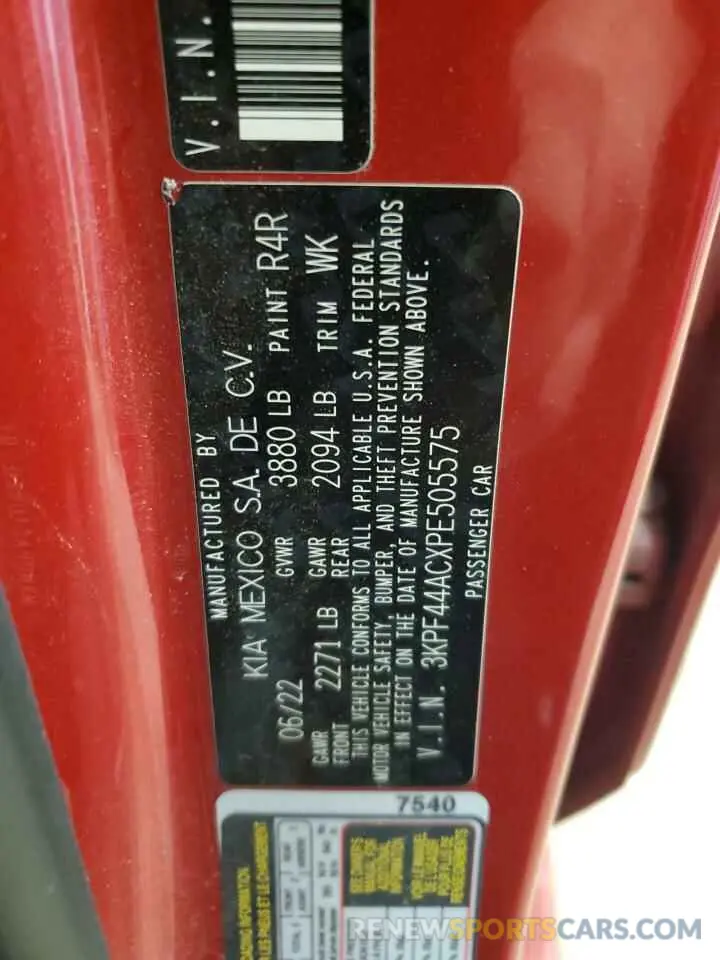 V.I.N.
MANUFACTURED BY
KIA MEXICO S.A. DE C.V.
06/22 GVWR 3880 LB PAINT R4R
GAWR FRONT 2271 LB GAWR REAR 2094 LB TRIM WK
THIS VEHICLE CONFORMS TO ALL APPLICABLE U.S.A. FEDERAL
MOTOR VEHICLE SAFETY, BUMPER, AND THEFT PREVENTION STANDARDS
IN EFFECT ON THE DATE OF MANUFACTURE SHOWN ABOVE.
V.I.N. 3KPF44ACXPE505575
PASSENGER CAR
7540
RENEWSPORTSCARS.COM